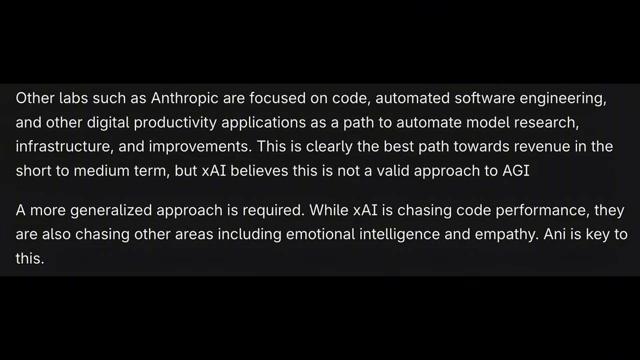 Other labs such as Anthropic are focused on code, automated software engineering,
and other digital productivity applications as a path to automate model research,
infrastructure, and improvements. This is clearly the best path towards revenue in the
short to medium term, but xAI believes this is not a valid approach to AGI
A more generalized approach is required. While xAI is chasing code performance, they
are also chasing other areas including emotional intelligence and empathy. Ani is key to
this.